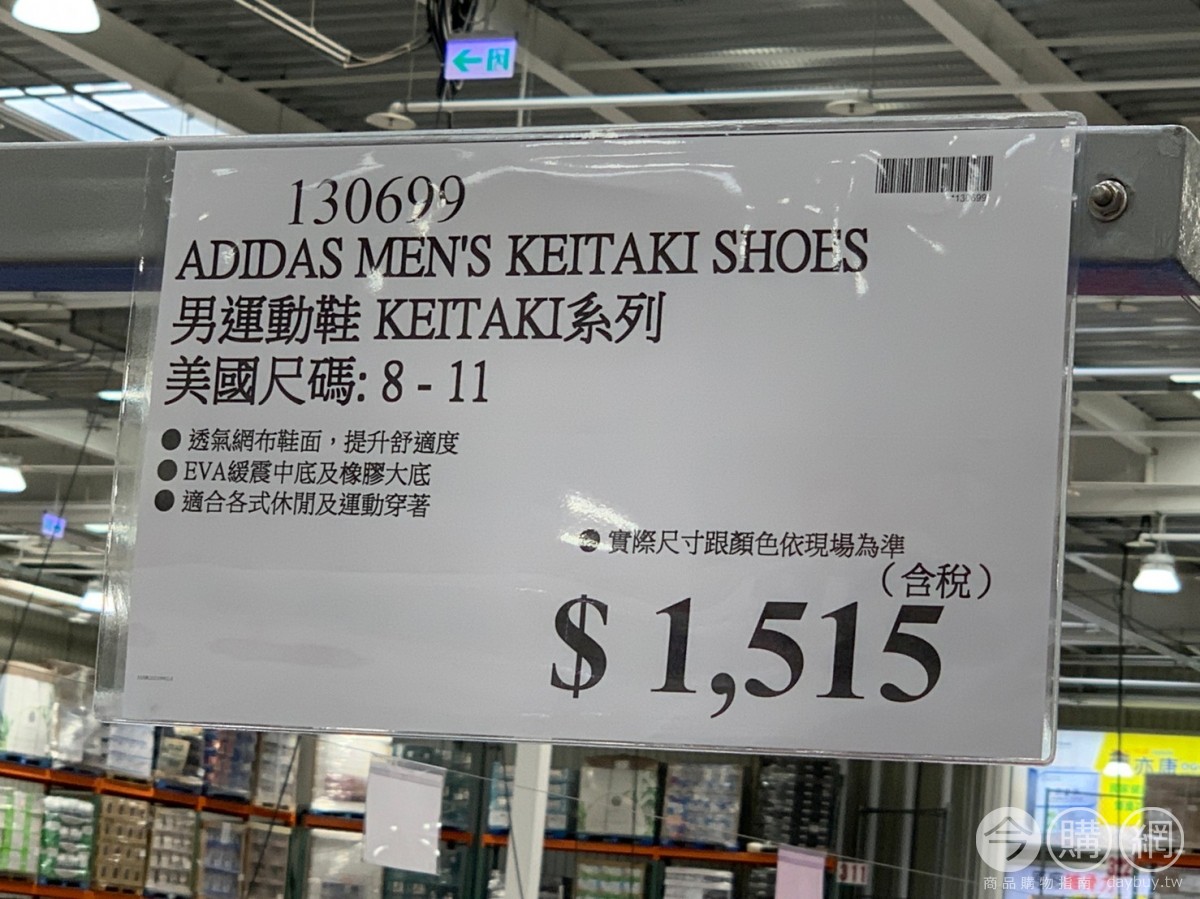 130699
*130699
ADIDAS MEN'S KEITAKI SHOES
男運動鞋 KEITAKI系列
美國尺碼: 8 - 11
● 透氣網布鞋面，提升舒適度
● EVA緩震中底及橡膠大底
● 適合各式休閒及運動穿著
● 實際尺寸跟顏色依現場為準
（含稅）
$ 1,515
亦康
311
今購網
商品購物指南 daybuy.tw